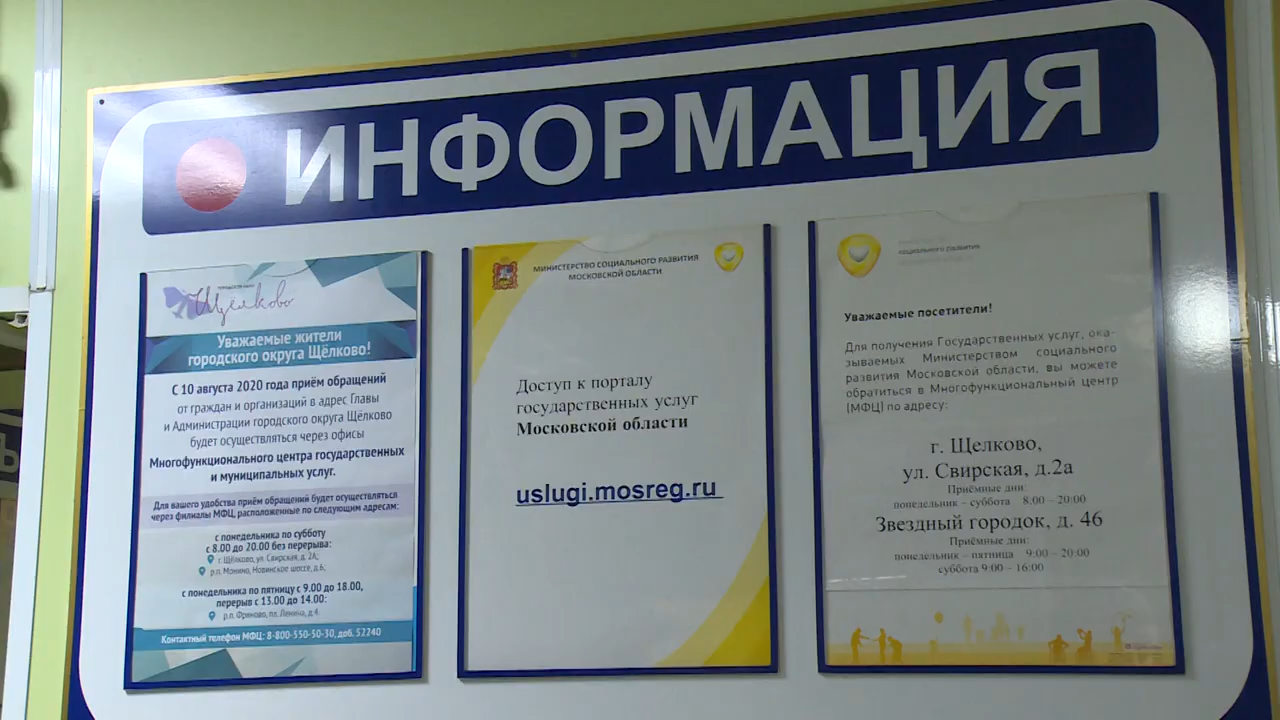 ИНФОРМАЦИЯ
Щёлково
Уважаемые жители
городского округа Щёлково!
С 10 августа 2020 года приём обращений
от граждан и организаций в адрес Главы
и Администрации городского округа Щёлково
будет осуществляться через офисы
Многофункционального центра государственных
и муниципальных услуг.
Для вашего удобства приём обращений будет осуществляться
через филиалы МФЦ, расположенные по следующим адресам:
с понедельника по субботу
с 8.00 до 20.00 без перерыва:
г. Щёлково, ул. Свирская, д. 2А;
р.п. Монино, Новинское шоссе, д.6,
с понедельника по пятницу с 9.00 до 18.00,
перерыв с 13.00 до 14.00:
р.п. Фряново, пл. Ленина, д.4.
Контактный телефон МФЦ: 8-800-550-50-30, доб. 52240
МИНИСТЕРСТВО СОЦИАЛЬНОГО РАЗВИТИЯ
МОСКОВСКОЙ ОБЛАСТИ
Доступ к порталу
государственных услуг
Московской области
uslugi.mosreg.ru
СОЦИАЛЬНОГО РАЗВИТИЯ
Уважаемые посетители!
Для получения Государственных услуг, ока-
зываемых Министерством социального
развития Московской области, вы можете
обратиться в Многофункциональный центр
(МФЦ) по адресу:
г. Щелково,
ул. Свирская, д.2а
Приёмные дни:
понедельник – суббота 8.00 – 20:00
Звездный городок, д. 46
Приёмные дни:
понедельник – пятница 9:00 – 20:00
суббота 9:00 – 16:00